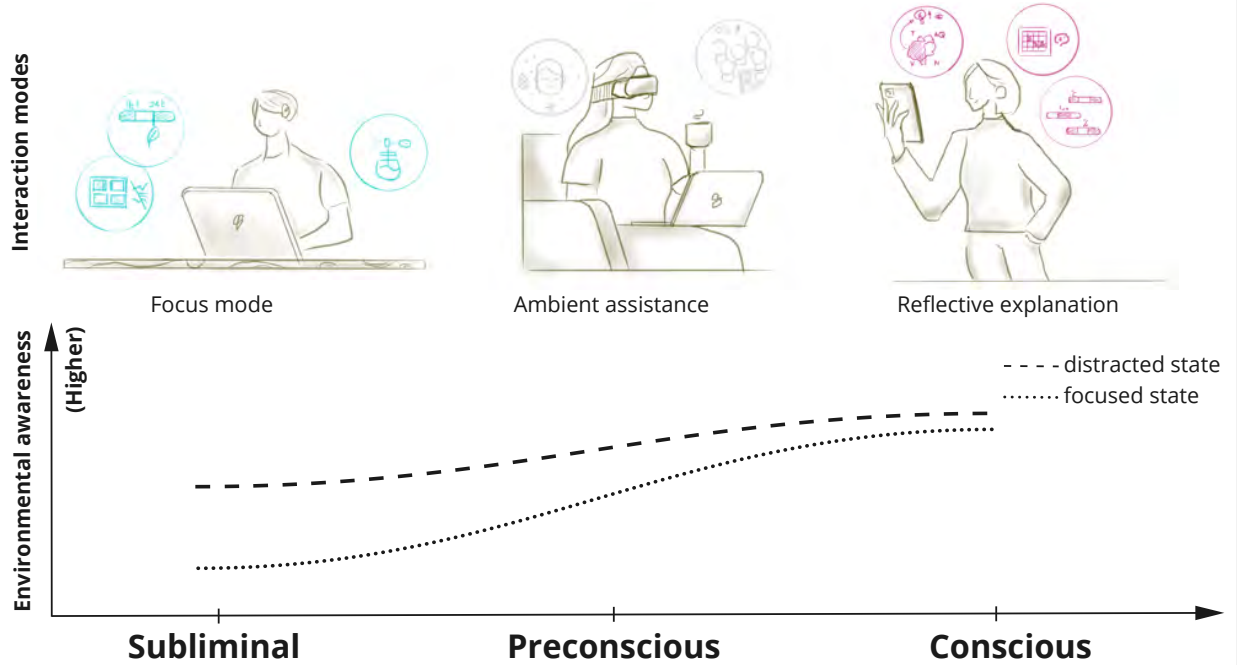 Interaction modes
Focus mode
Ambient assistance
Reflective explanation
Environmental awareness
(Higher)
distracted state
focused state
Subliminal
Preconscious
Conscious